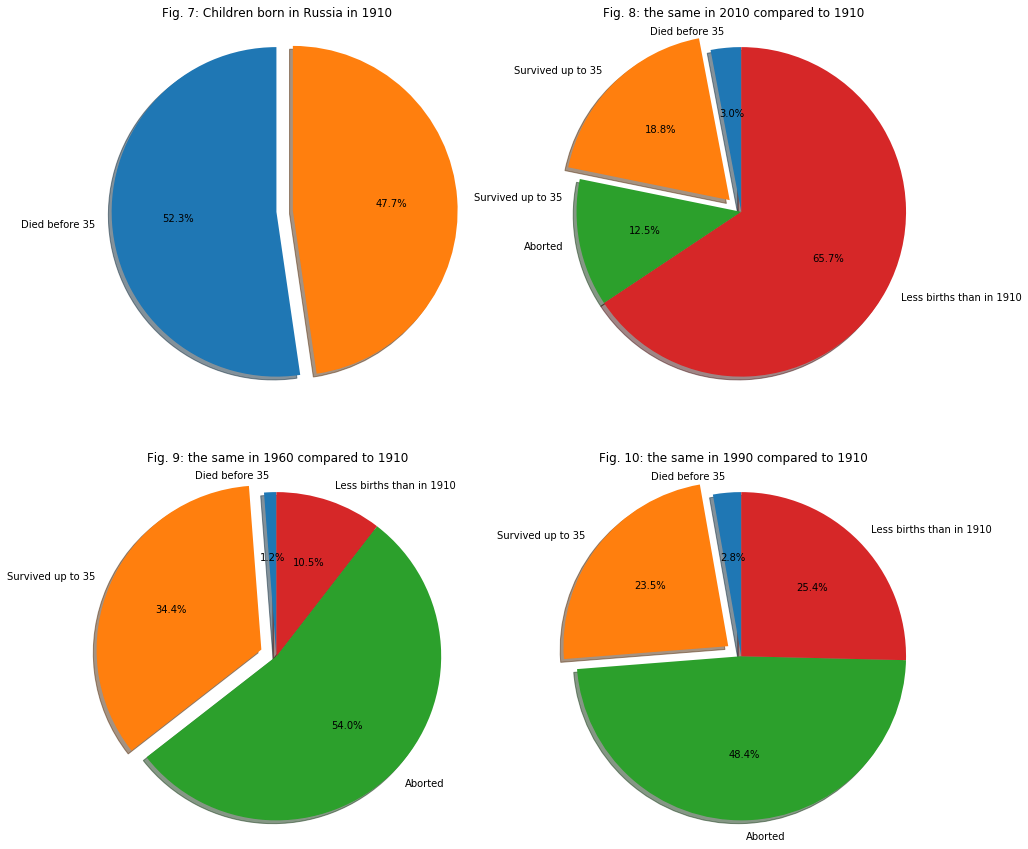 Fig. 7: Children born in Russia in 1910
47.7%
52.3%
Died before 35
Survived up to 35
Fig. 8: the same in 2010 compared to 1910
Died before 35
Survived up to 35
3.0%
18.8%
12.5%
Aborted
65.7%
Less births than in 1910
Fig. 9: the same in 1960 compared to 1910
Died before 35
Less births than in 1910
1.2%
10.5%
Survived up to 35
34.4%
54.0%
Aborted
Fig. 10: the same in 1990 compared to 1910
Died before 35
Less births than in 1910
Survived up to 35
2.8%
23.5%
25.4%
48.4%
Aborted